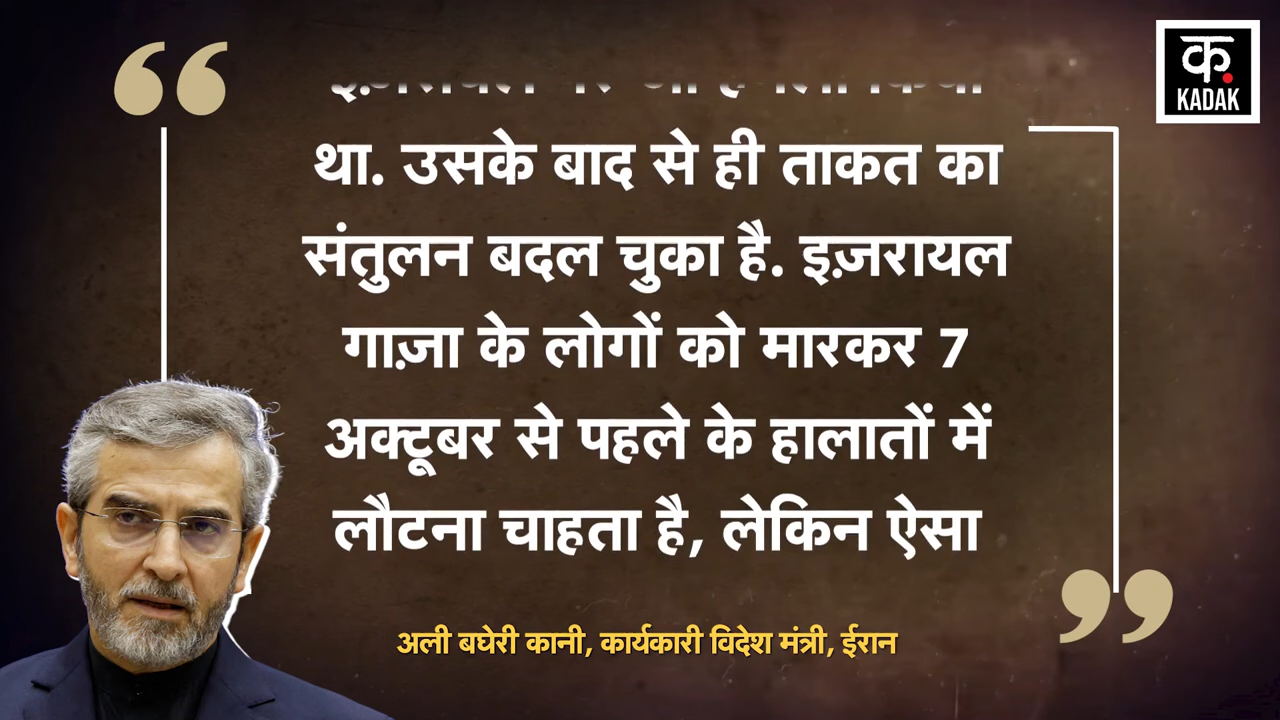 था. उसके बाद से ही ताकत का
संतुलन बदल चुका है. इज़रायल
गाज़ा के लोगों को मारकर 7
अक्टूबर से पहले के हालातों में
लौटना चाहता है, लेकिन ऐसा
अली बघेरी कानी, कार्यकारी विदेश मंत्री, ईरान
क.
KADAK